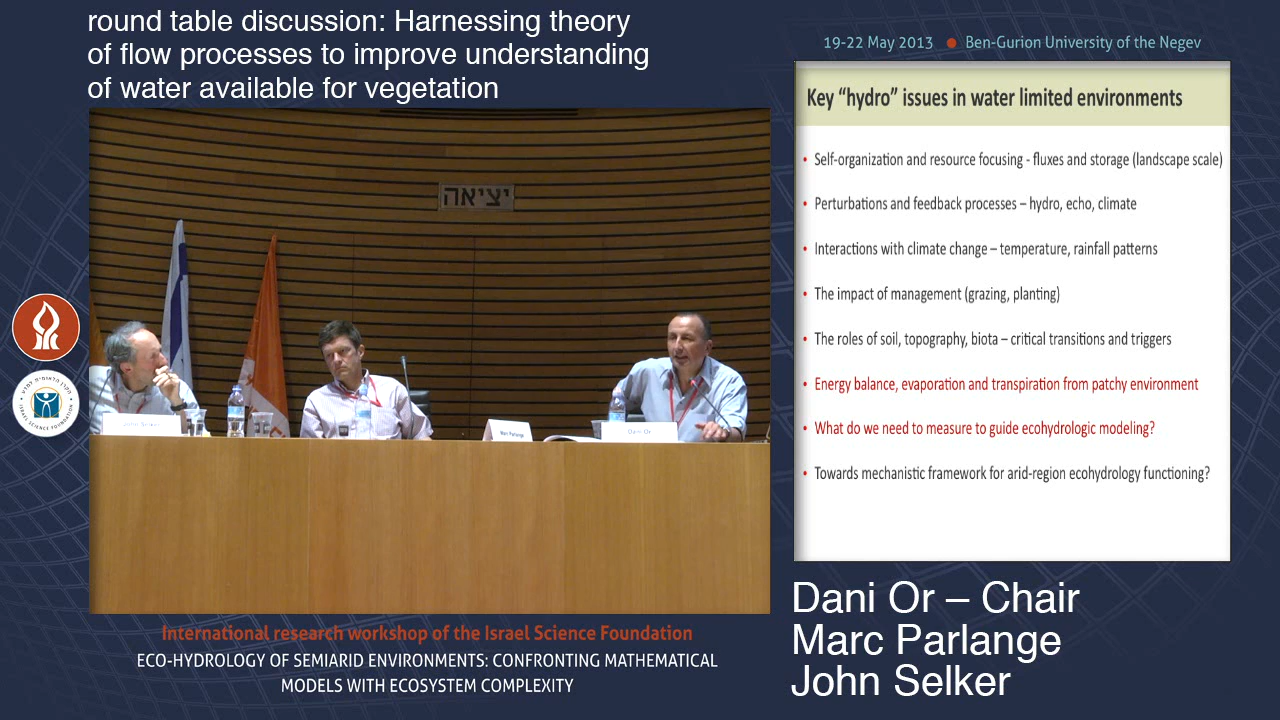 round table discussion: Harnessing theory
of flow processes to improve understanding
of water available for vegetation
19-22 May 2013 ● Ben-Gurion University of the Negev
Key “hydro” issues in water limited environments
• Self-organization and resource focusing - fluxes and storage (landscape scale)
• Perturbations and feedback processes – hydro, echo, climate
• Interactions with climate change – temperature, rainfall patterns
• The impact of management (grazing, planting)
• The roles of soil, topography, biota – critical transitions and triggers
• Energy balance, evaporation and transpiration from patchy environment
• What do we need to measure to guide ecohydrologic modeling?
• Towards mechanistic framework for arid-region ecohydrology functioning?
יציאה
John Selker
Marc Parlange
Dani Or
ISRAEL SCIENCE FOUNDATION
International research workshop of the Israel Science Foundation
ECO-HYDROLOGY OF SEMIARID ENVIRONMENTS: CONFRONTING MATHEMATICAL
MODELS WITH ECOSYSTEM COMPLEXITY
Dani Or – Chair
Marc Parlange
John Selker